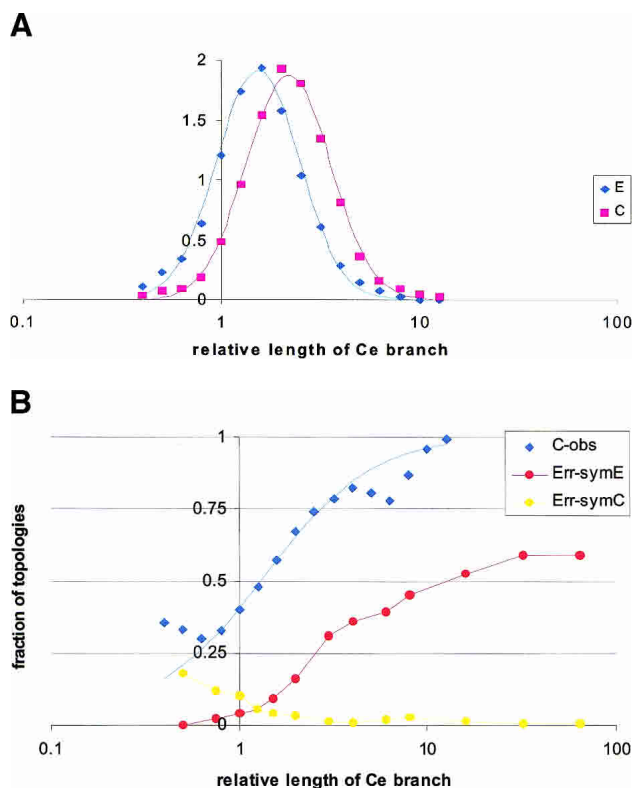 A
2
1.5
1
0.5
0
0.1
1
10
100
relative length of Ce branch
E
C
B
fraction of topologies
1
0.75
0.5
0.25
0
0.1
1
10
100
relative length of Ce branch
C-obs
Err-symE
Err-symC